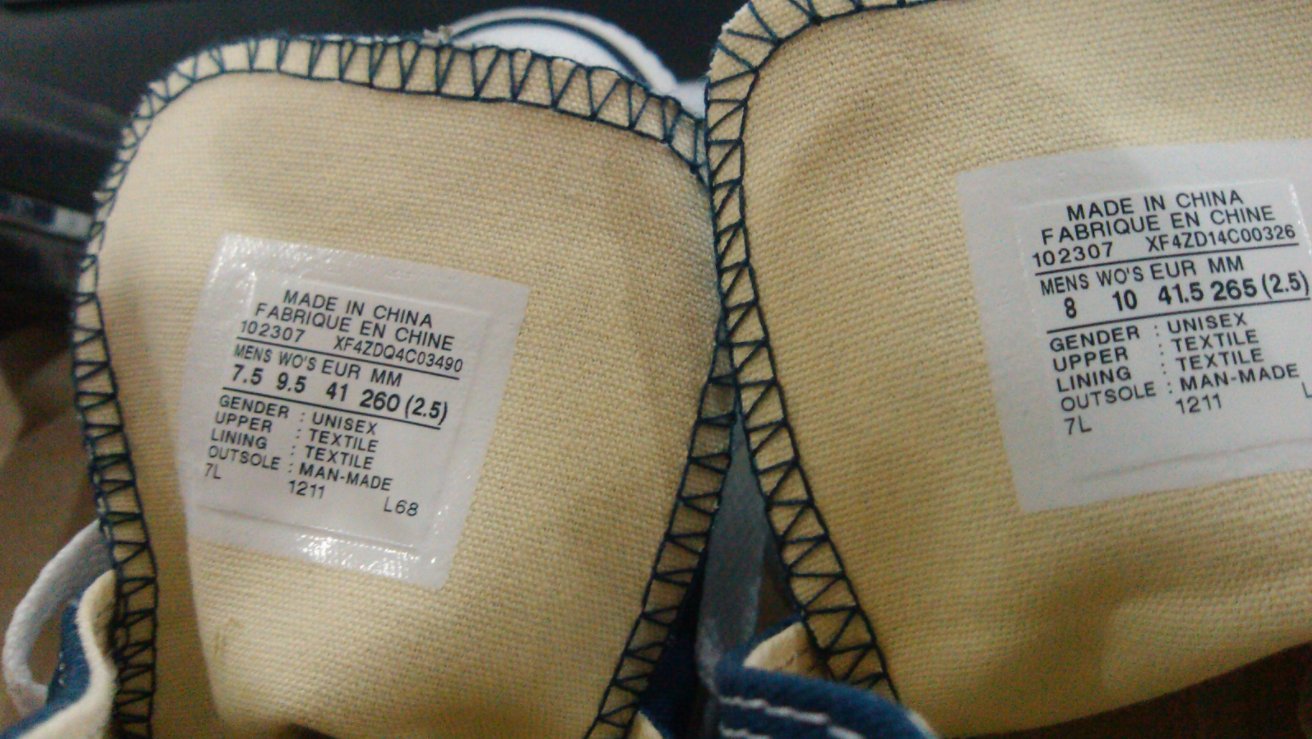 MADE IN CHINA
FABRIQUE EN CHINE
102307 XF4ZDQ4C03490
MENS WO'S EUR MM
7.5 9.5 41 260 (2.5)
GENDER : UNISEX
UPPER : TEXTILE
LINING : TEXTILE
OUTSOLE : MAN-MADE
7L 1211 L68
MADE IN CHINA
FABRIQUE EN CHINE
102307 XF4ZD14C00326
MENS WO'S EUR MM
8 10 41.5 265 (2.5)
GENDER : UNISEX
UPPER : TEXTILE
LINING : TEXTILE
OUTSOLE : MAN-MADE
7L 1211